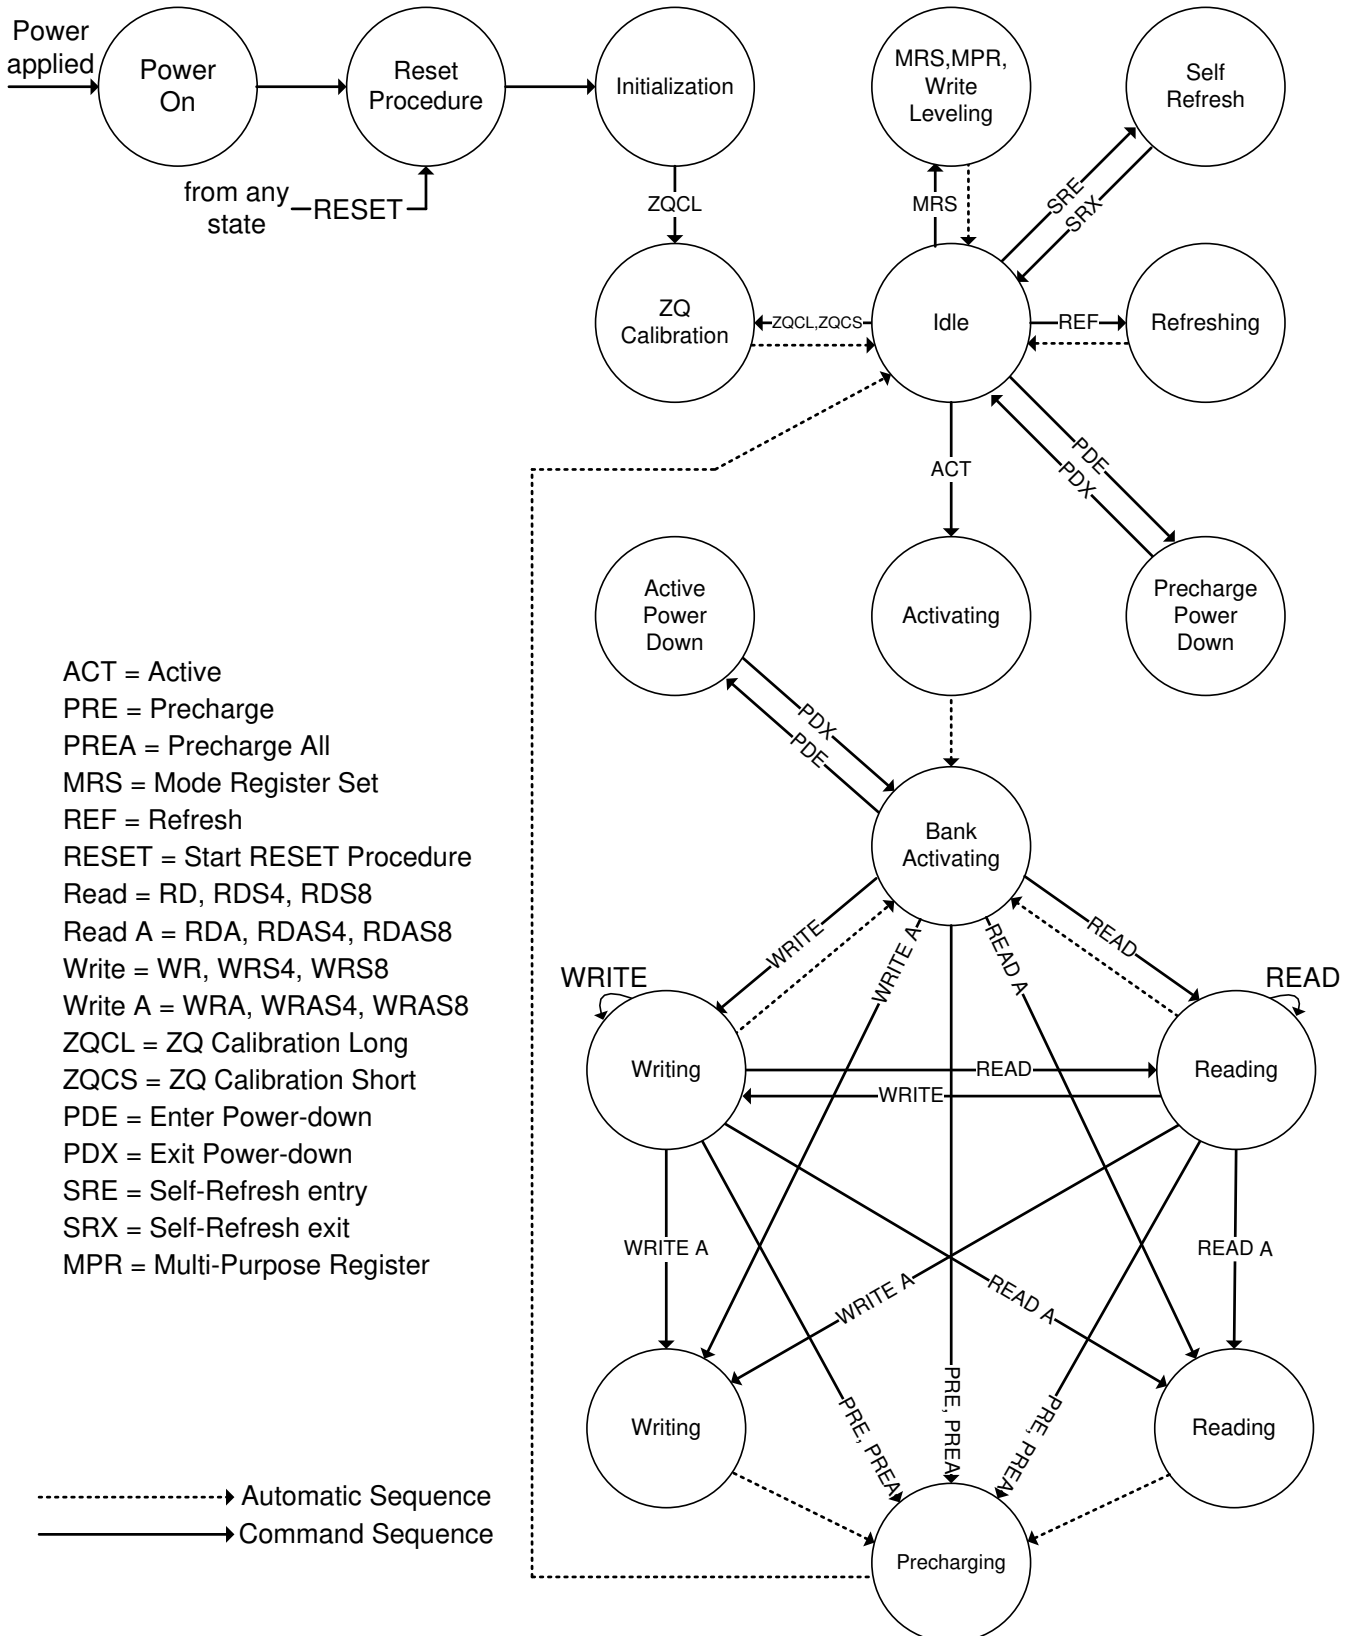 Power
applied
Power
On
Reset
Procedure
Initialization
MRS,MPR,
Write
Leveling
Self
Refresh
from any
state
RESET
ZQCL
MRS
SRE
SRX
ZQ
Calibration
ZQCL,ZQCS
Idle
REF
Refreshing
ACT
PDE
PDX
Active
Power
Down
Activating
Precharge
Power
Down
PDX
PDE
ACT = Active
PRE = Precharge
PREA = Precharge All
MRS = Mode Register Set
REF = Refresh
RESET = Start RESET Procedure
Read = RD, RDS4, RDS8
Read A = RDA, RDAS4, RDAS8
Write = WR, WRS4, WRS8
Write A = WRA, WRAS4, WRAS8
ZQCL = ZQ Calibration Long
ZQCS = ZQ Calibration Short
PDE = Enter Power-down
PDX = Exit Power-down
SRE = Self-Refresh entry
SRX = Self-Refresh exit
MPR = Multi-Purpose Register
Bank
Activating
WRITE
WRITE A
READ A
READ
WRITE
READ
Writing
READ
WRITE
Reading
WRITE A
READ A
WRITE A
READ A
PRE, PREA
PRE, PREA
PRE, PREA
Writing
Reading
Precharging
Automatic Sequence
Command Sequence